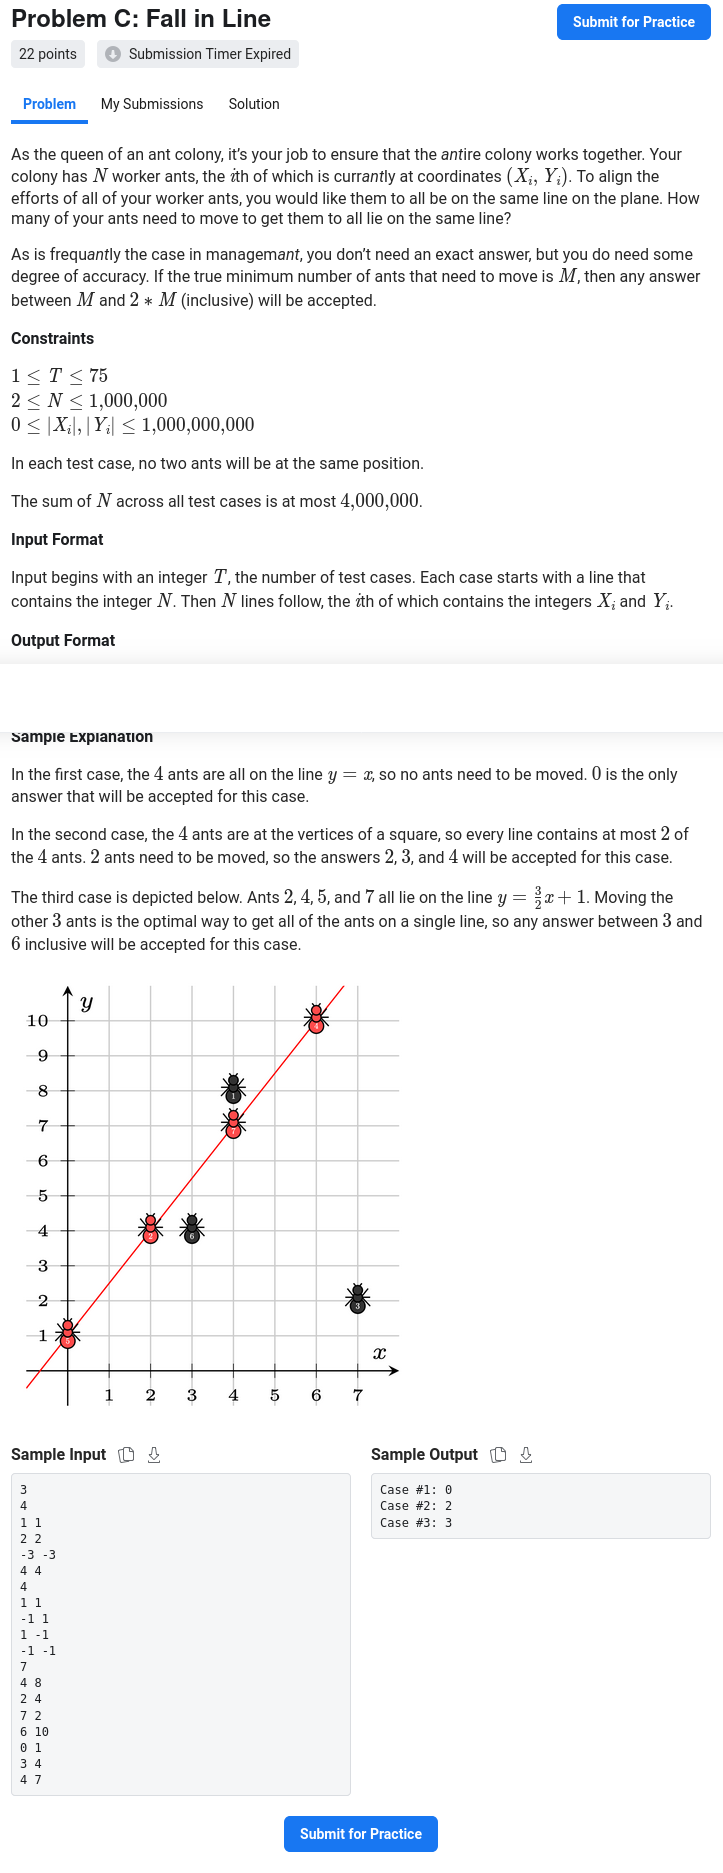 Problem C: Fall in Line
Submit for Practice
22 points
Submission Timer Expired
Problem My Submissions Solution
As the queen of an ant colony, it's your job to ensure that the antire colony works together. Your
colony has N worker ants, the ith of which is currantly at coordinates (Xᵢ, Yᵢ). To align the
efforts of all of your worker ants, you would like them to all be on the same line on the plane. How
many of your ants need to move to get them to all lie on the same line?
As is frequantly the case in managemant, you don't need an exact answer, but you do need some
degree of accuracy. If the true minimum number of ants that need to move is M, then any answer
between M and 2 * M (inclusive) will be accepted.
Constraints
1 ≤ T ≤ 75
2 ≤ N ≤ 1,000,000
0 ≤ |Xᵢ|, |Yᵢ| ≤ 1,000,000,000
In each test case, no two ants will be at the same position.
The sum of N across all test cases is at most 4,000,000.
Input Format
Input begins with an integer T, the number of test cases. Each case starts with a line that
contains the integer N. Then N lines follow, the ith of which contains the integers Xᵢ and Yᵢ.
Output Format
Sample Explanation
In the first case, the 4 ants are all on the line y = x, so no ants need to be moved. 0 is the only
answer that will be accepted for this case.
In the second case, the 4 ants are at the vertices of a square, so every line contains at most 2 of
the 4 ants. 2 ants need to be moved, so the answers 2, 3, and 4 will be accepted for this case.
The third case is depicted below. Ants 2, 4, 5, and 7 all lie on the line y = 3/2 x + 1. Moving the
other 3 ants is the optimal way to get all of the ants on a single line, so any answer between 3 and
6 inclusive will be accepted for this case.
y
10
4
9
8
1
7
7
6
5
4
2 6
3
3
2
1
x
1 2 3 4 5 6 7
Sample Input
Sample Output
3
4
1 1
2 2
-3 -3
4 4
4
1 1
-1 1
1 -1
-1 -1
7
4 8
2 4
7 2
6 10
0 1
3 4
4 7
Case #1: 0
Case #2: 2
Case #3: 3
Submit for Practice